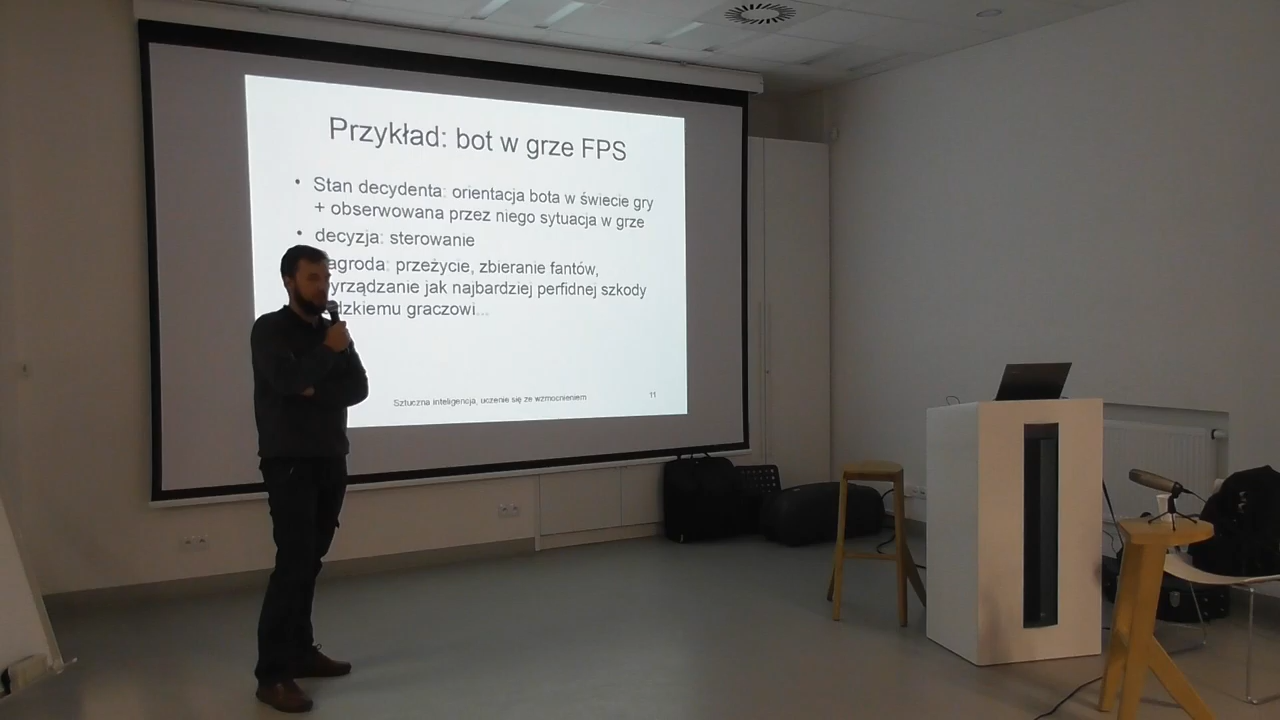 Przykład: bot w grze FPS
• Stan decydenta: orientacja bota w świecie gry
+ obserwowana przez niego sytuacja w grze
• decyzja: sterowanie
agroda: przeżycie, zbieranie fantów,
yrządzanie jak najbardziej perfidnej szkody
dzkiemu graczowi...
Sztuczna inteligencja, uczenie się ze wzmocnieniem 11